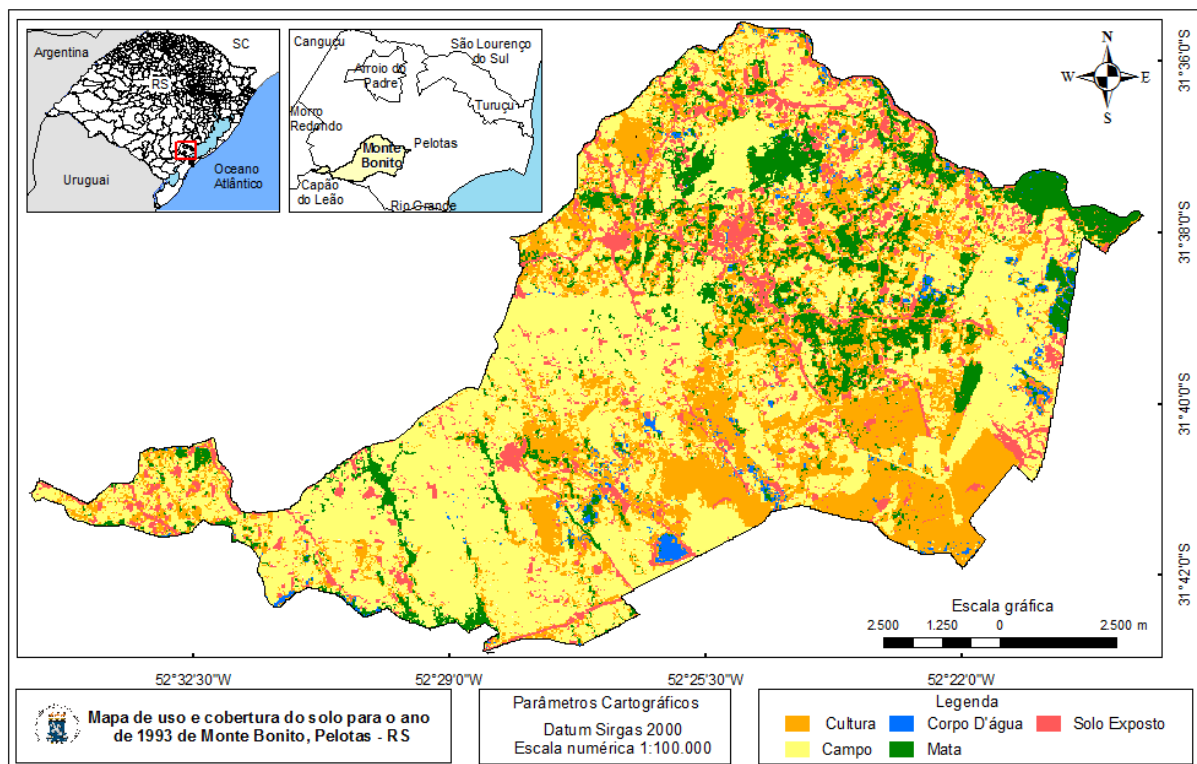 Argentina
SC
RS
Uruguai
Oceano
Atlântico
Canguçu
São Lourenço
do Sul
Arroio do
Padre
Turuçu
Morro
Redondo
Monte
Bonito
Pelotas
Capão
do Leão
Rio Grande
N
W
E
S
31°36'0"S
31°38'0"S
31°40'0"S
31°42'0"S
Escala gráfica
2.500 1.250 0 2.500 m
52°32'30"W 52°29'0"W 52°25'30"W 52°22'0"W
Mapa de uso e cobertura do solo para o ano
de 1993 de Monte Bonito, Pelotas - RS
Parâmetros Cartográficos
Datum Sirgas 2000
Escala numérica 1:100.000
Legenda
Cultura Corpo D'água Solo Exposto
Campo Mata